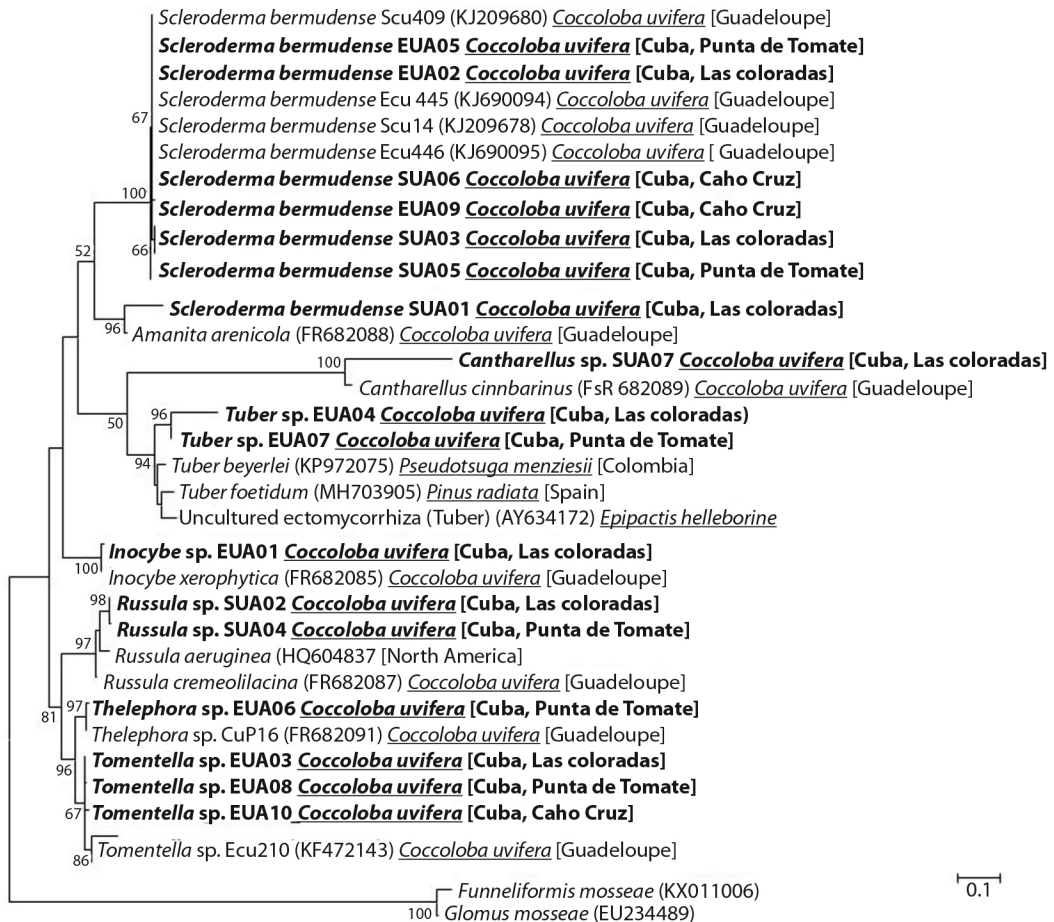 Scleroderma bermudense Scu409 (KJ209680) Coccoloba uvifera [Guadeloupe]
Scleroderma bermudense EUA05 Coccoloba uvifera [Cuba, Punta de Tomate]
Scleroderma bermudense EUA02 Coccoloba uvifera [Cuba, Las coloradas]
Scleroderma bermudense Ecu 445 (KJ690094) Coccoloba uvifera [Guadeloupe]
67
Scleroderma bermudense Scu14 (KJ209678) Coccoloba uvifera [Guadeloupe]
Scleroderma bermudense Ecu446 (KJ690095) Coccoloba uvifera [ Guadeloupe]
Scleroderma bermudense SUA06 Coccoloba uvifera [Cuba, Caho Cruz]
100
Scleroderma bermudense EUA09 Coccoloba uvifera [Cuba, Caho Cruz]
Scleroderma bermudense SUA03 Coccoloba uvifera [Cuba, Las coloradas]
52
66
Scleroderma bermudense SUA05 Coccoloba uvifera [Cuba, Punta de Tomate]
Scleroderma bermudense SUA01 Coccoloba uvifera [Cuba, Las coloradas]
96
Amanita arenicola (FR682088) Coccoloba uvifera [Guadeloupe]
100
Cantharellus sp. SUA07 Coccoloba uvifera [Cuba, Las coloradas]
Cantharellus cinnbarinus (FsR 682089) Coccoloba uvifera [Guadeloupe]
96
Tuber sp. EUA04 Coccoloba uvifera [Cuba, Las coloradas)
50
Tuber sp. EUA07 Coccoloba uvifera [Cuba, Punta de Tomate]
94
Tuber beyerlei (KP972075) Pseudotsuga menziesii [Colombia]
Tuber foetidum (MH703905) Pinus radiata [Spain]
Uncultured ectomycorrhiza (Tuber) (AY634172) Epipactis helleborine
Inocybe sp. EUA01 Coccoloba uvifera [Cuba, Las coloradas]
100
Inocybe xerophytica (FR682085) Coccoloba uvifera [Guadeloupe]
98
Russula sp. SUA02 Coccoloba uvifera [Cuba, Las coloradas]
Russula sp. SUA04 Coccoloba uvifera [Cuba, Punta de Tomate]
97
Russula aeruginea (HQ604837 [North America]
Russula cremeolilacina (FR682087) Coccoloba uvifera [Guadeloupe]
81
97
Thelephora sp. EUA06 Coccoloba uvifera [Cuba, Punta de Tomate]
Thelephora sp. CuP16 (FR682091) Coccoloba uvifera [Guadeloupe]
96
Tomentella sp. EUA03 Coccoloba uvifera [Cuba, Las coloradas]
Tomentella sp. EUA08 Coccoloba uvifera [Cuba, Punta de Tomate]
67
Tomentella sp. EUA10 Coccoloba uvifera [Cuba, Caho Cruz]
86
Tomentella sp. Ecu210 (KF472143) Coccoloba uvifera [Guadeloupe]
0.1
Funneliformis mosseae (KX011006)
100
Glomus mosseae (EU234489)